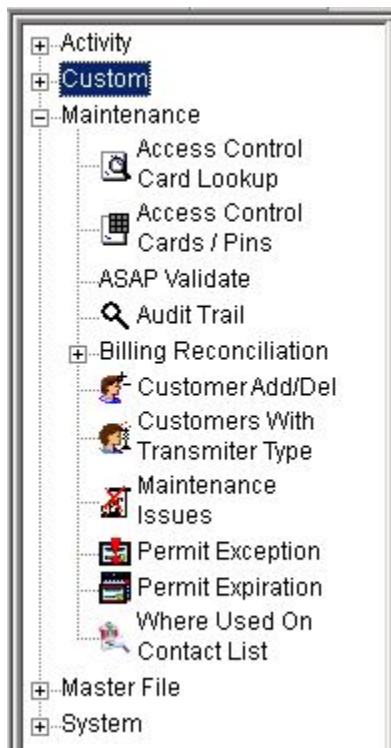 Activity
Custom
Maintenance
Access Control
Card Lookup
Access Control
Cards / Pins
ASAP Validate
Audit Trail
Billing Reconciliation
Customer Add/Del
Customers With
Transmiter Type
Maintenance
Issues
Permit Exception
Permit Expiration
Where Used On
Contact List
Master File
System